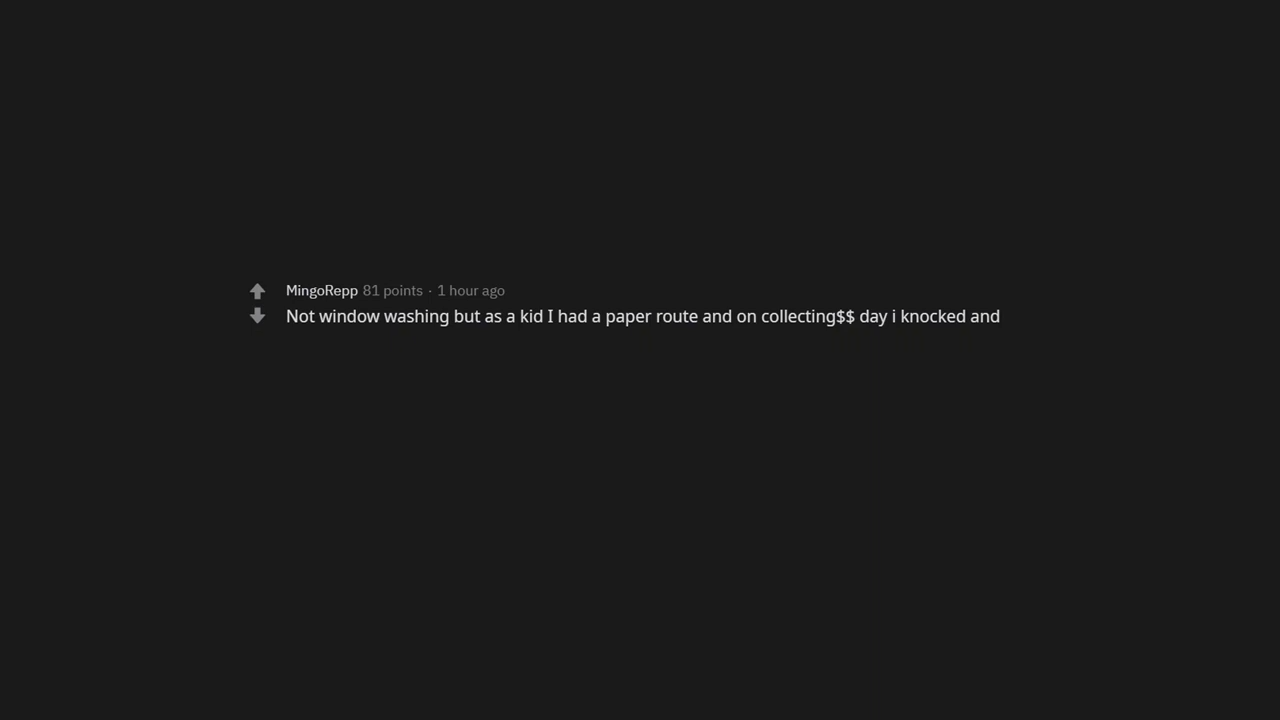 MingoRepp 81 points · 1 hour ago
Not window washing but as a kid I had a paper route and on collecting$$ day i knocked and